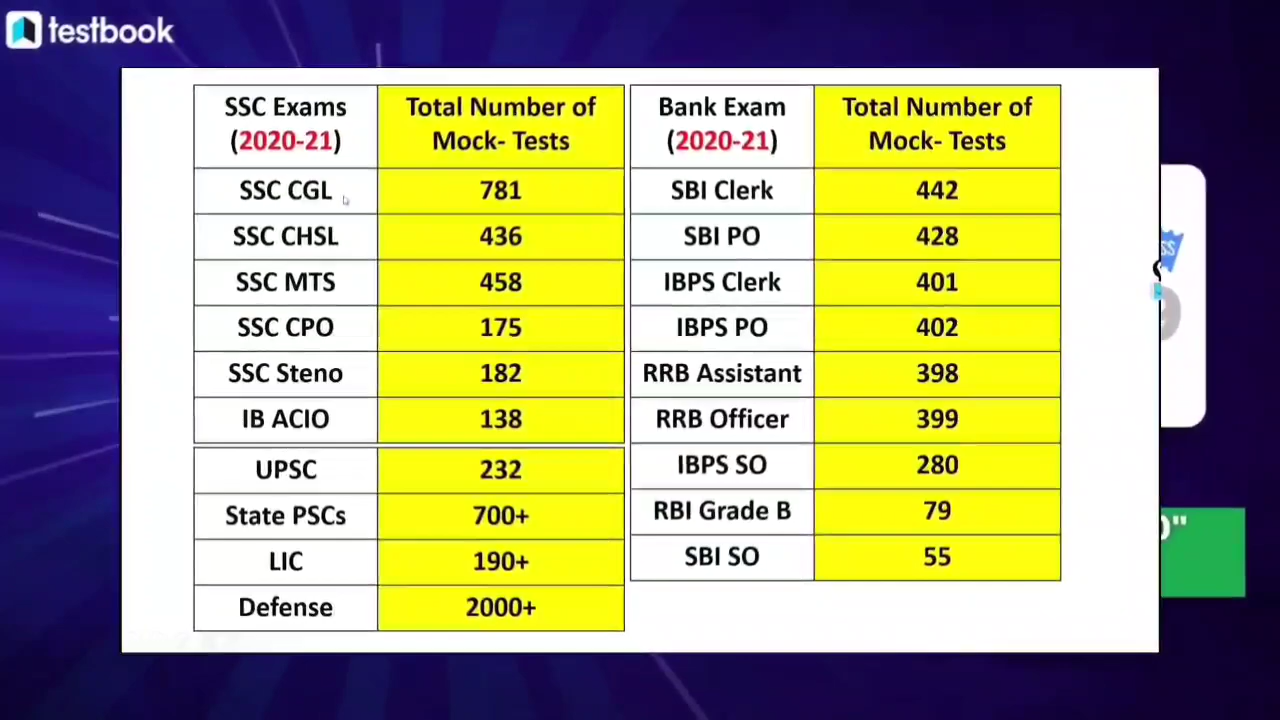 testbook
SSC Exams
(2020-21)
Total Number of
Mock- Tests
SSC CGL 781
SSC CHSL 436
SSC MTS 458
SSC CPO 175
SSC Steno 182
IB ACIO 138
UPSC 232
State PSCs 700+
LIC 190+
Defense 2000+
Bank Exam
(2020-21)
Total Number of
Mock- Tests
SBI Clerk 442
SBI PO 428
IBPS Clerk 401
IBPS PO 402
RRB Assistant 398
RRB Officer 399
IBPS SO 280
RBI Grade B 79
SBI SO 55